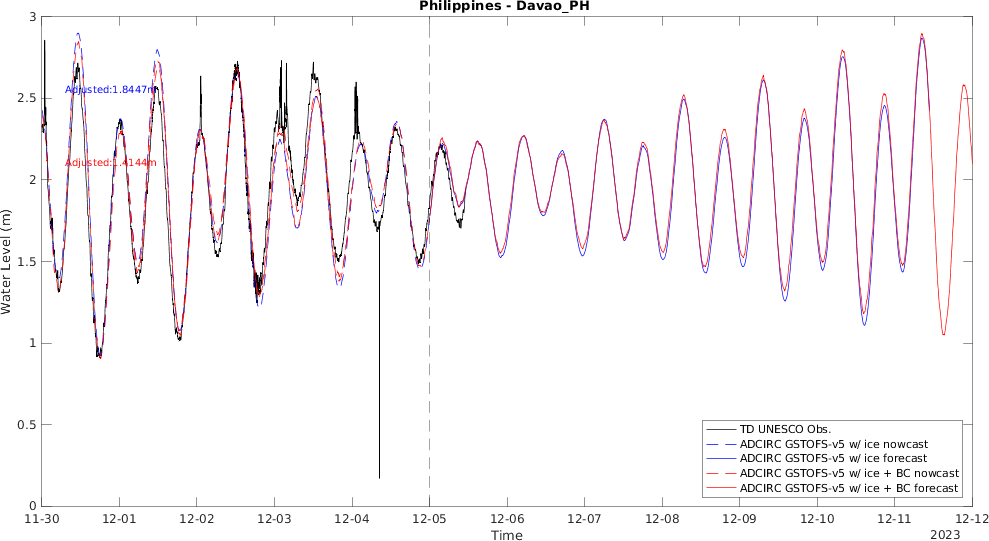 Philippines - Davao_PH
3
2.5
2
1.5
1
0.5
0
Water Level (m)
Adjusted:1.8447m
Adjusted:1.4144m
TD UNESCO Obs.
ADCIRC GSTOFS-v5 w/ ice nowcast
ADCIRC GSTOFS-v5 w/ ice forecast
ADCIRC GSTOFS-v5 w/ ice + BC nowcast
ADCIRC GSTOFS-v5 w/ ice + BC forecast
11-30 12-01 12-02 12-03 12-04 12-05 12-06 12-07 12-08 12-09 12-10 12-11 12-12
Time
2023